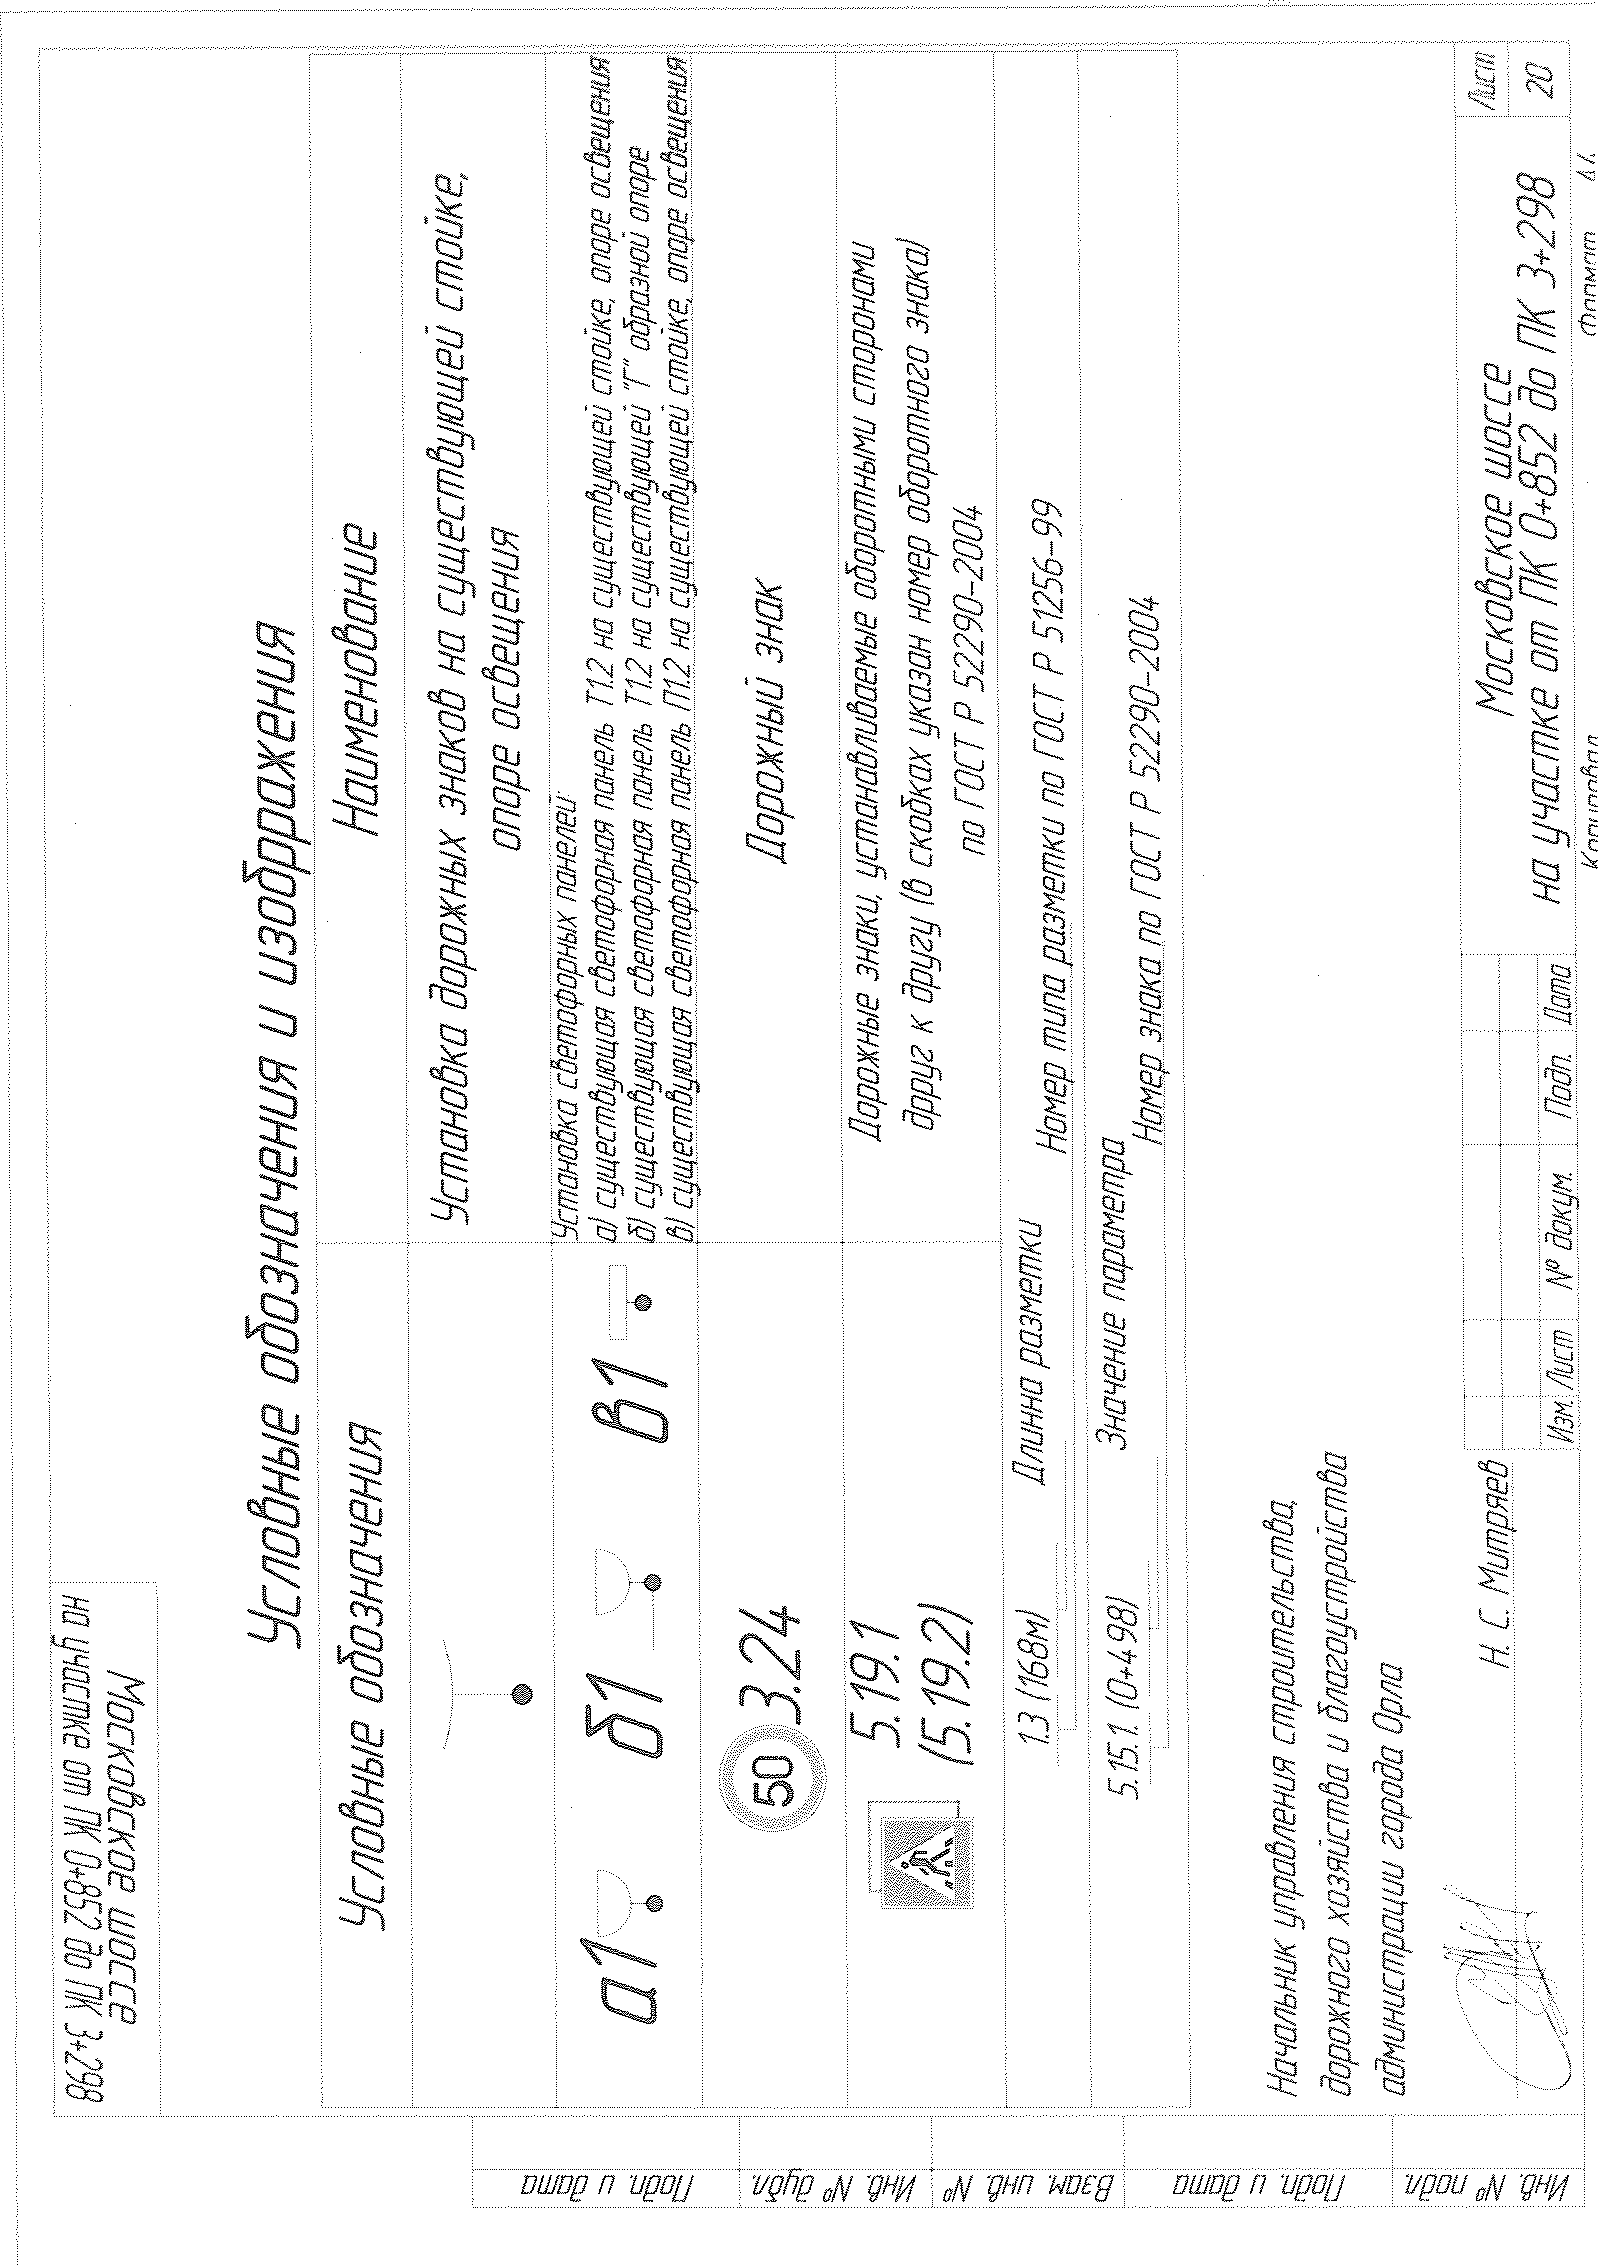 Московское шоссе
на участке от ПК 0+852 до ПК 3+298
Условные обозначения и изобрражения
Условные обозначения
Наименование
Установка дорожных знаков на существующей стойке,
опоре освещения
а1
б1
в1
Установка светофорных панелей:
а) существующая светофорная панель Т1.2 на существующей стойке, опоре освещения
б) существующая светофорная панель Т1.2 на существующей "Г" образной опоре
в) существующая светофорная панель П1.2 на существующей стойке, опоре освещения
50
3.24
Дорожный знак
5.19.1
(5.19.2)
Дорожные знаки, устанавливаемые оборотными сторонами
друг к другу (в скобках указан номер оборотного знака)
по ГОСТ Р 52290-2004
1.3 (168м)
Длинна разметки
Номер типа разметки по ГОСТ Р 51256-99
5.15.1. (0+498)
Значение параметра
Номер знака по ГОСТ Р 52290-2004
Начальник управления строительства,
дорожного хозяйства и благоустройства
администрации города Орла
Н. С. Митряев
Изм.
Лист
№ докум.
Подп.
Дата
Московское шоссе
на участке от ПК 0+852 до ПК 3+298
Лист
20
Подп. и дата
Инв. № дубл.
Взам. инв. №
Подп. и дата
Инв. № подл.
Копировал
Формат